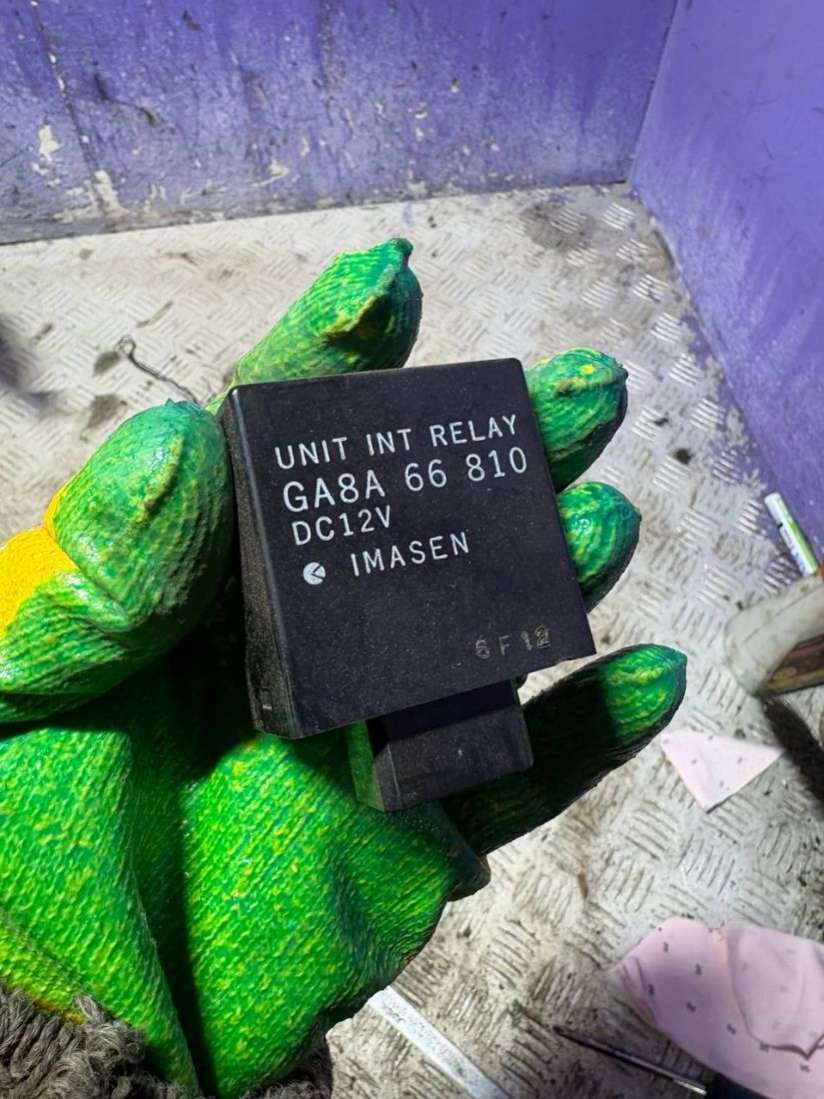 UNIT INT RELAY
GA8A 66 810
DC12V
IMASEN
6F12